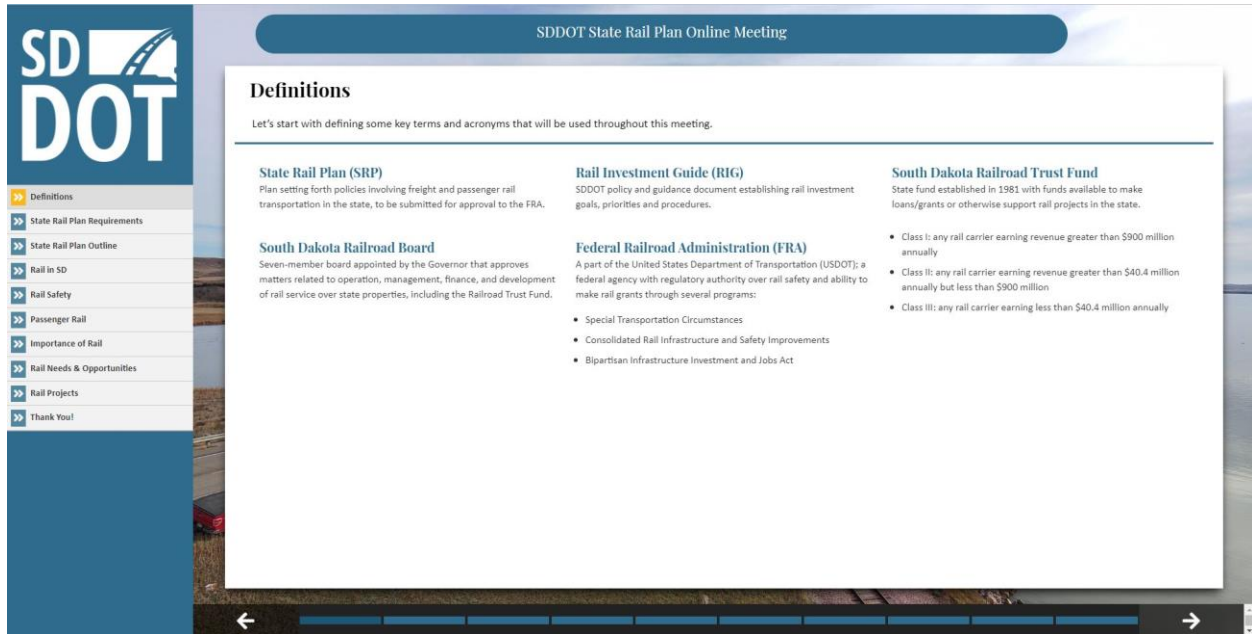 SD
DOT
Definitions
State Rail Plan Requirements
State Rail Plan Outline
Rail in SD
Rail Safety
Passenger Rail
Importance of Rail
Rail Needs & Opportunities
Rail Projects
Thank You!
SDDOT State Rail Plan Online Meeting
Definitions
Let's start with defining some key terms and acronyms that will be used throughout this meeting.
State Rail Plan (SRP)
Plan setting forth policies involving freight and passenger rail
transportation in the state, to be submitted for approval to the FRA.
South Dakota Railroad Board
Seven-member board appointed by the Governor that approves
matters related to operation, management, finance, and development
of rail service over state properties, including the Railroad Trust Fund.
Rail Investment Guide (RIG)
SDDOT policy and guidance document establishing rail investment
goals, priorities and procedures.
Federal Railroad Administration (FRA)
A part of the United States Department of Transportation (USDOT); a
federal agency with regulatory authority over rail safety and ability to
make rail grants through several programs:
• Special Transportation Circumstances
• Consolidated Rail Infrastructure and Safety Improvements
• Bipartisan Infrastructure Investment and Jobs Act
South Dakota Railroad Trust Fund
State fund established in 1981 with funds available to make
loans/grants or otherwise support rail projects in the state.
• Class I: any rail carrier earning revenue greater than $900 million
annually
• Class II: any rail carrier earning revenue greater than $40.4 million
annually but less than $900 million
• Class III: any rail carrier earning less than $40.4 million annually